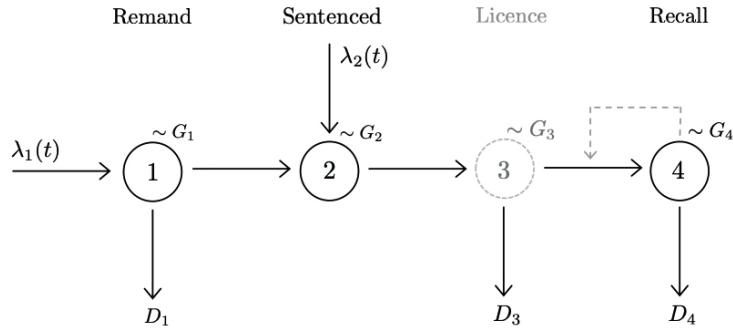 Remand Sentenced Licence Recall
λ₂(t)
∼ G₁ ∼ G₂ ∼ G₃ ∼ G₄
λ₁(t) 1 2 3 4
D₁ D₃ D₄